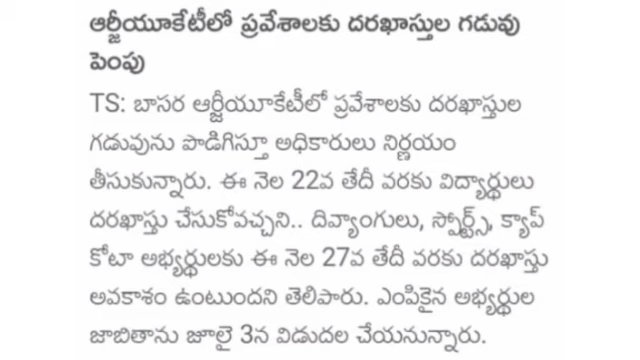 ఆర్జీయూకేటీలో ప్రవేశాలకు దరఖాస్తుల గడువు
పెంపు
TS: బాసర ఆర్జీయూకేటీలో ప్రవేశాలకు దరఖాస్తుల
గడువును పొడిగిస్తూ అధికారులు నిర్ణయం
తీసుకున్నారు. ఈ నెల 22వ తేదీ వరకు విద్యార్థులు
దరఖాస్తు చేసుకోవచ్చని.. దివ్యాంగులు, స్పోర్ట్స్, క్యాప్
కోటా అభ్యర్థులకు ఈ నెల 27వ తేదీ వరకు దరఖాస్తు
అవకాశం ఉంటుందని తెలిపారు. ఎంపికైన అభ్యర్థుల
జాబితాను జూలై 3న విడుదల చేయనున్నారు.